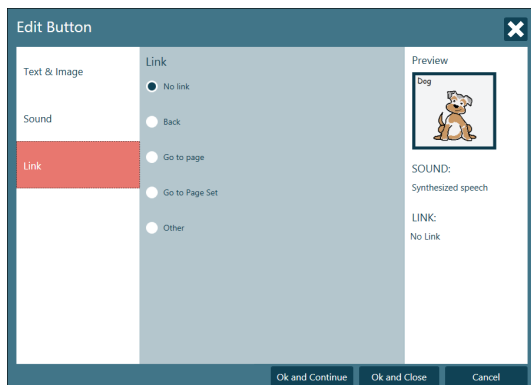 Edit Button
Text & Image
Sound
Link
Link
No link
Back
Go to page
Go to Page Set
Other
Preview
Dog
SOUND:
Synthesized speech
LINK:
No Link
Ok and Continue
Ok and Close
Cancel